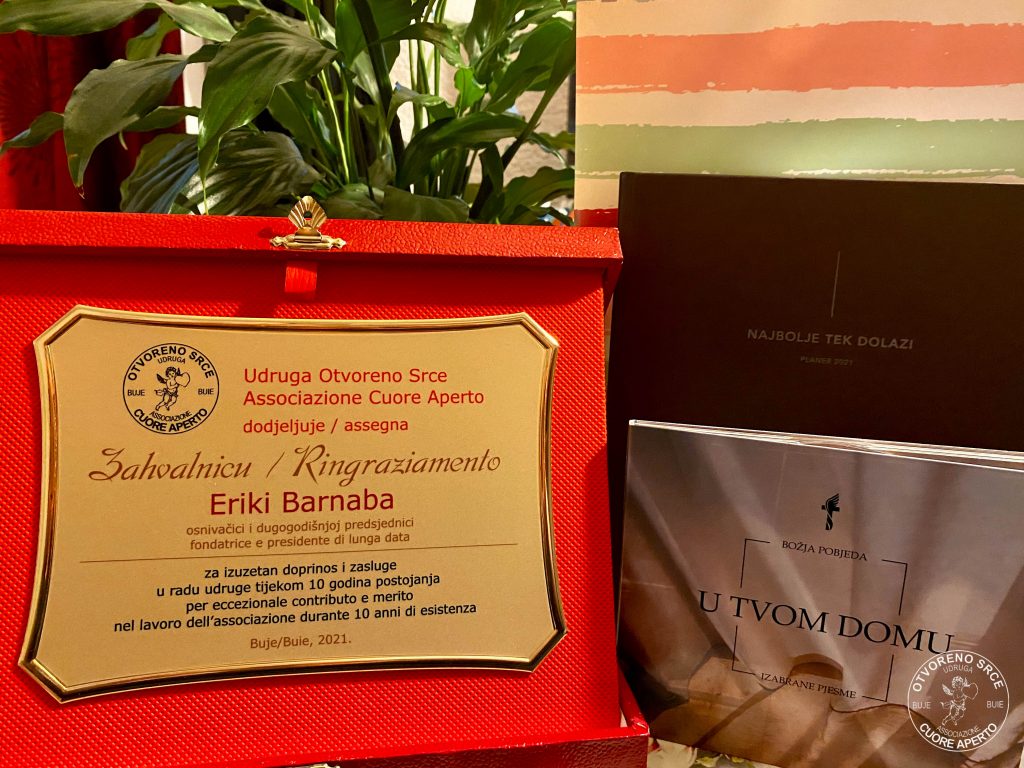 OTVORENO SRCE
UDRUGA
BUJE
BUIE
ASSOCIAZIONE
CUORE APERTO
Udruga Otvoreno Srce
Associazione Cuore Aperto
dodjeljuje / assegna
Zahvalnicu / Ringraziamento
Eriki Barnaba
osnivačici i dugogodišnjoj predsjednici
fondatrice e presidente di lunga data
za izuzetan doprinos i zasluge
u radu udruge tijekom 10 godina postojanja
per eccezionale contributo e merito
nel lavoro dell'associazione durante 10 anni di esistenza
Buje/Buie, 2021.
NAJBOLJE TEK DOLAZI
PLANER 2021
BOŽJA POBJEDA
U TVOM DOMU
IZABRANE PJESME
OTVORENO SRCE
UDRUGA
BUJE
BUIE
ASSOCIAZIONE
CUORE APERTO